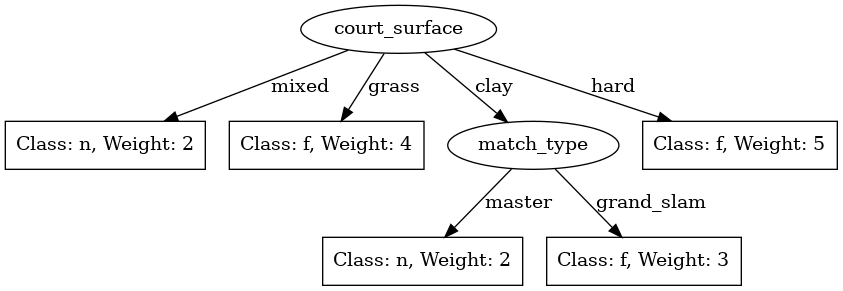 court_surface
mixed
grass
clay
hard
Class: n, Weight: 2
Class: f, Weight: 4
match_type
Class: f, Weight: 5
master
grand_slam
Class: n, Weight: 2
Class: f, Weight: 3